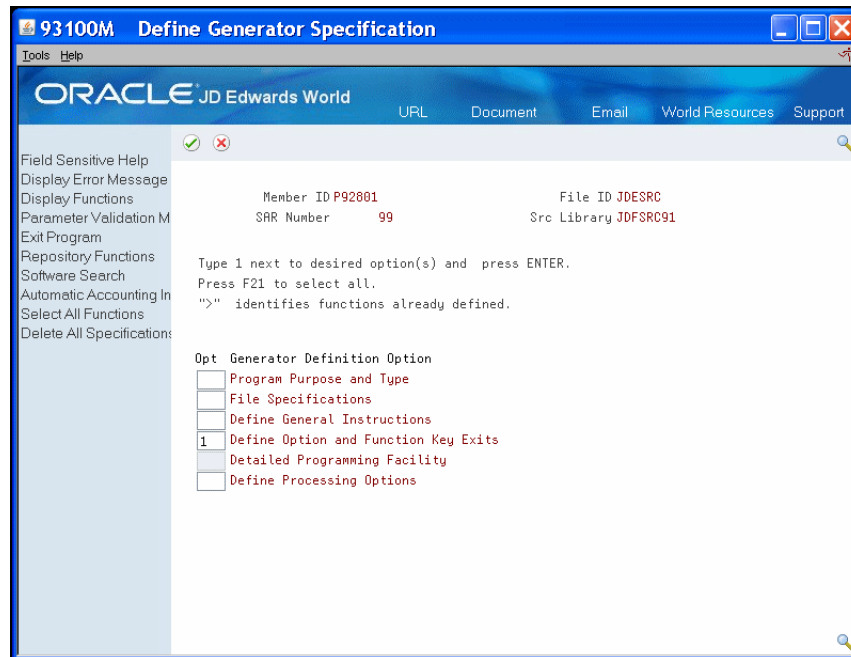 93100M Define Generator Specification
Tools Help
ORACLE JD Edwards World
URL Document Email World Resources Support
Field Sensitive Help
Display Error Message
Display Functions
Parameter Validation M
Exit Program
Repository Functions
Software Search
Automatic Accounting In
Select All Functions
Delete All Specifications
Member ID P92801 File ID JDESRC
SAR Number 99 Src Library JDFSRC91
Type 1 next to desired option(s) and press ENTER.
Press F21 to select all.
">" identifies functions already defined.
Opt Generator Definition Option
Program Purpose and Type
File Specifications
Define General Instructions
1 Define Option and Function Key Exits
Detailed Programming Facility
Define Processing Options